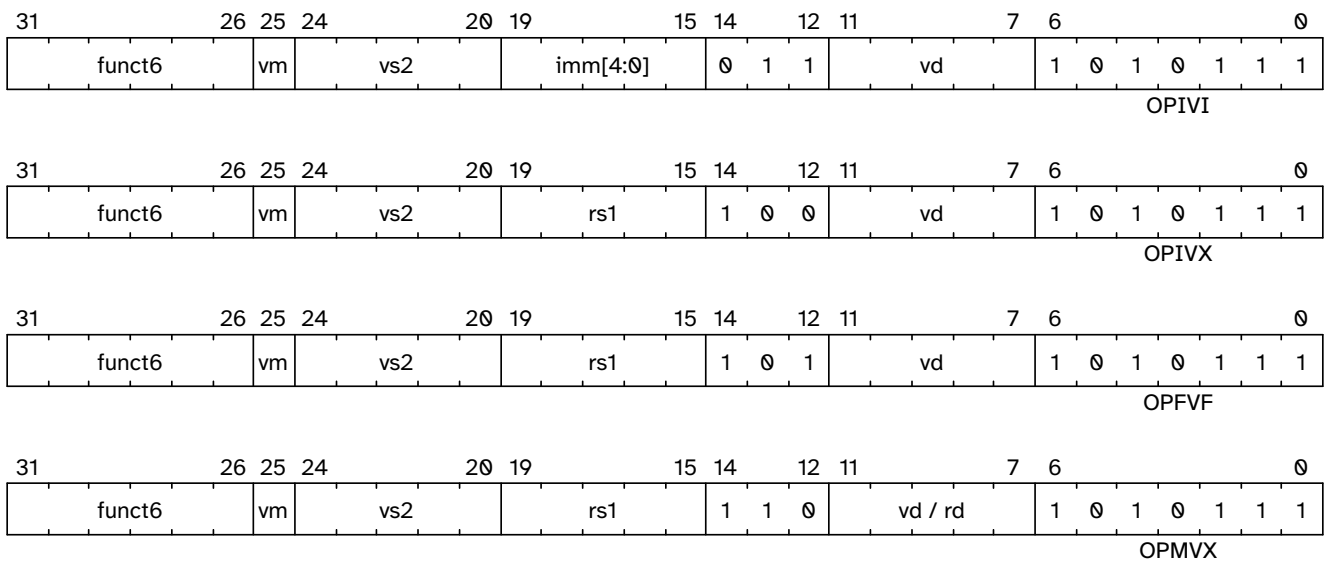 31 26 25 24 20 19 15 14 12 11 7 6 0
funct6 vm vs2 imm[4:0] 0 1 1 vd 1 0 1 0 1 1 1
OPIVI
31 26 25 24 20 19 15 14 12 11 7 6 0
funct6 vm vs2 rs1 1 0 0 vd 1 0 1 0 1 1 1
OPIVX
31 26 25 24 20 19 15 14 12 11 7 6 0
funct6 vm vs2 rs1 1 0 1 vd 1 0 1 0 1 1 1
OPFVF
31 26 25 24 20 19 15 14 12 11 7 6 0
funct6 vm vs2 rs1 1 1 0 vd / rd 1 0 1 0 1 1 1
OPMVX